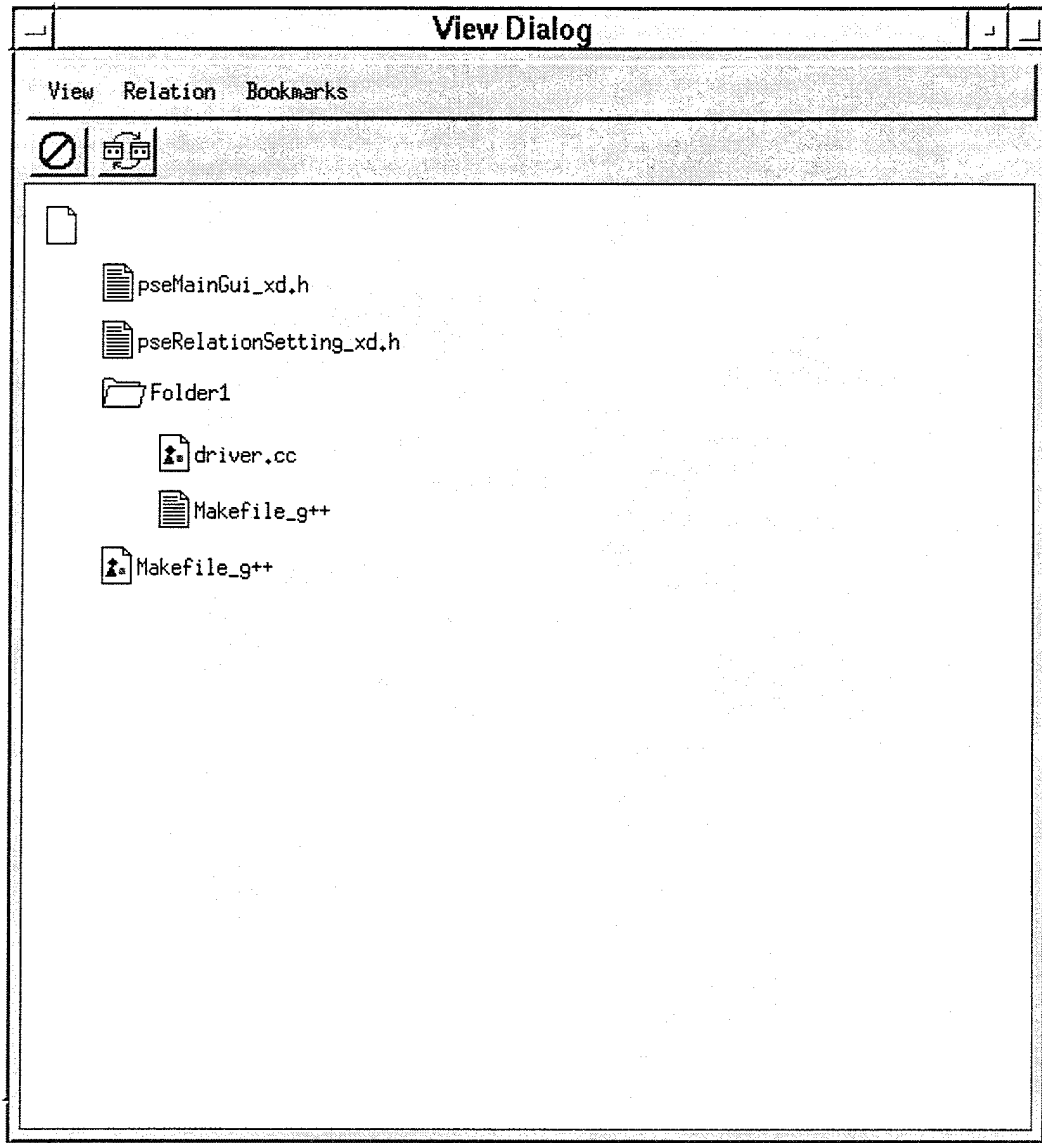 View Dialog
View Relation Bookmarks
pseMainGui_xd.h
pseRelationSetting_xd.h
Folder1
driver.cc
Makefile_g++
Makefile_g++